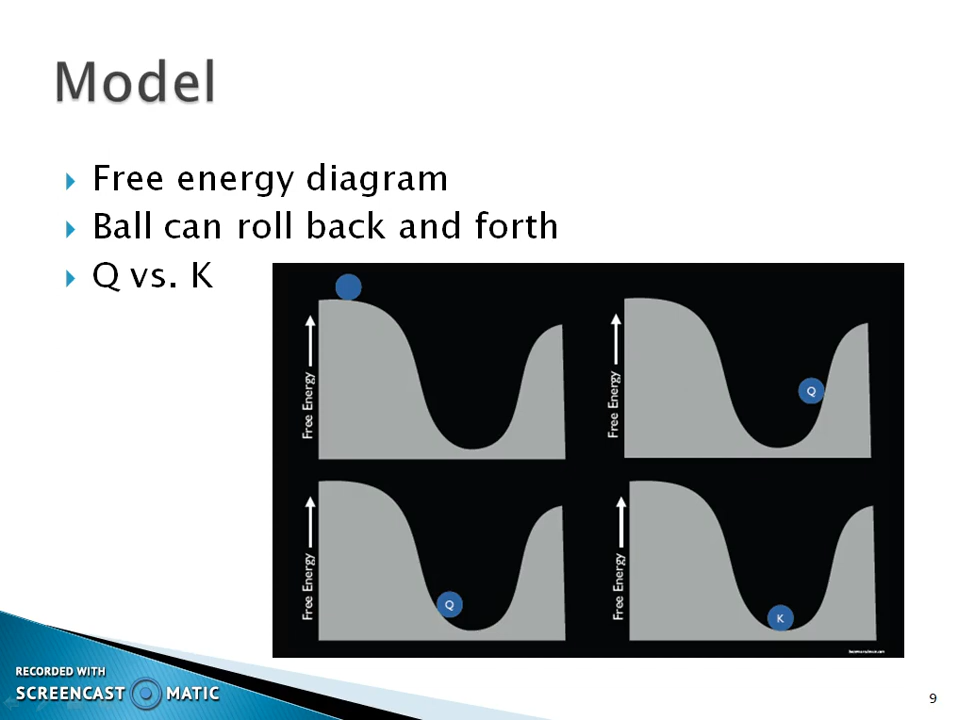 Model
Free energy diagram
Ball can roll back and forth
Q vs. K
Free Energy
Free Energy
Q
Free Energy
Q
Free Energy
K
RECORDED WITH
SCREENCAST MATIC
9